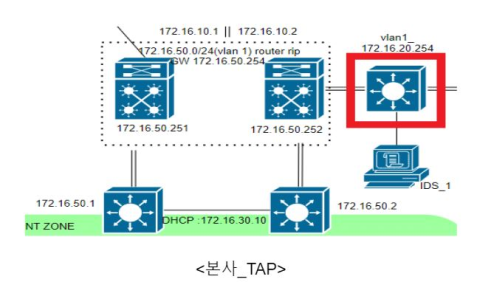 172.16.10.1 || 172.16.10.2
vlan1_
172.16.20.254
172.16.50.0/24(vlan 1) router rip
GW 172.16.50.254
172.16.50.251
172.16.50.252
IDS_1
172.16.50.1
172.16.50.2
DHCP :172.16.30.10
NT ZONE
<본사_TAP>